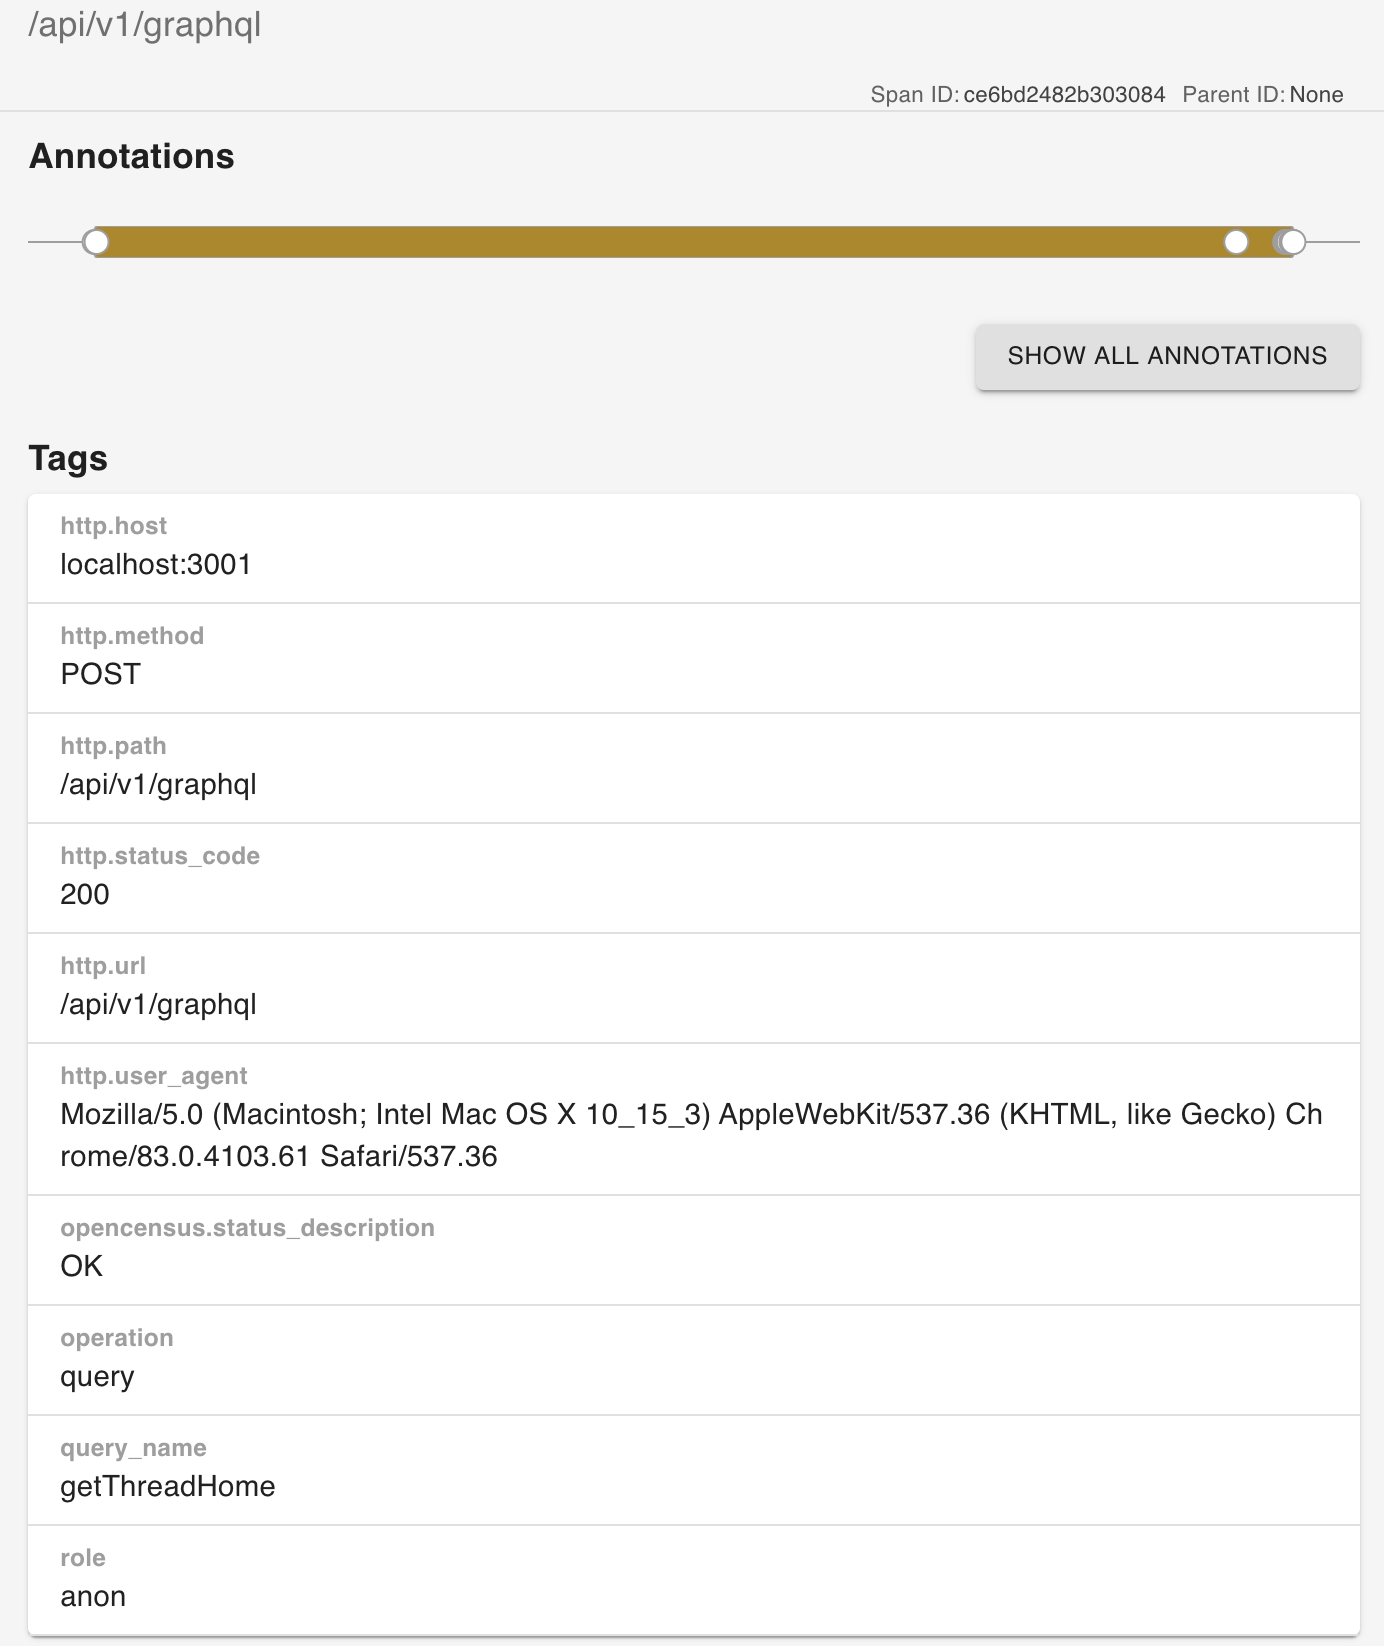 /api/v1/graphql
Span ID: ce6bd2482b303084 Parent ID: None
Annotations
SHOW ALL ANNOTATIONS
Tags
http.host
localhost:3001
http.method
POST
http.path
/api/v1/graphql
http.status_code
200
http.url
/api/v1/graphql
http.user_agent
Mozilla/5.0 (Macintosh; Intel Mac OS X 10_15_3) AppleWebKit/537.36 (KHTML, like Gecko) Ch
rome/83.0.4103.61 Safari/537.36
opencensus.status_description
OK
operation
query
query_name
getThreadHome
role
anon